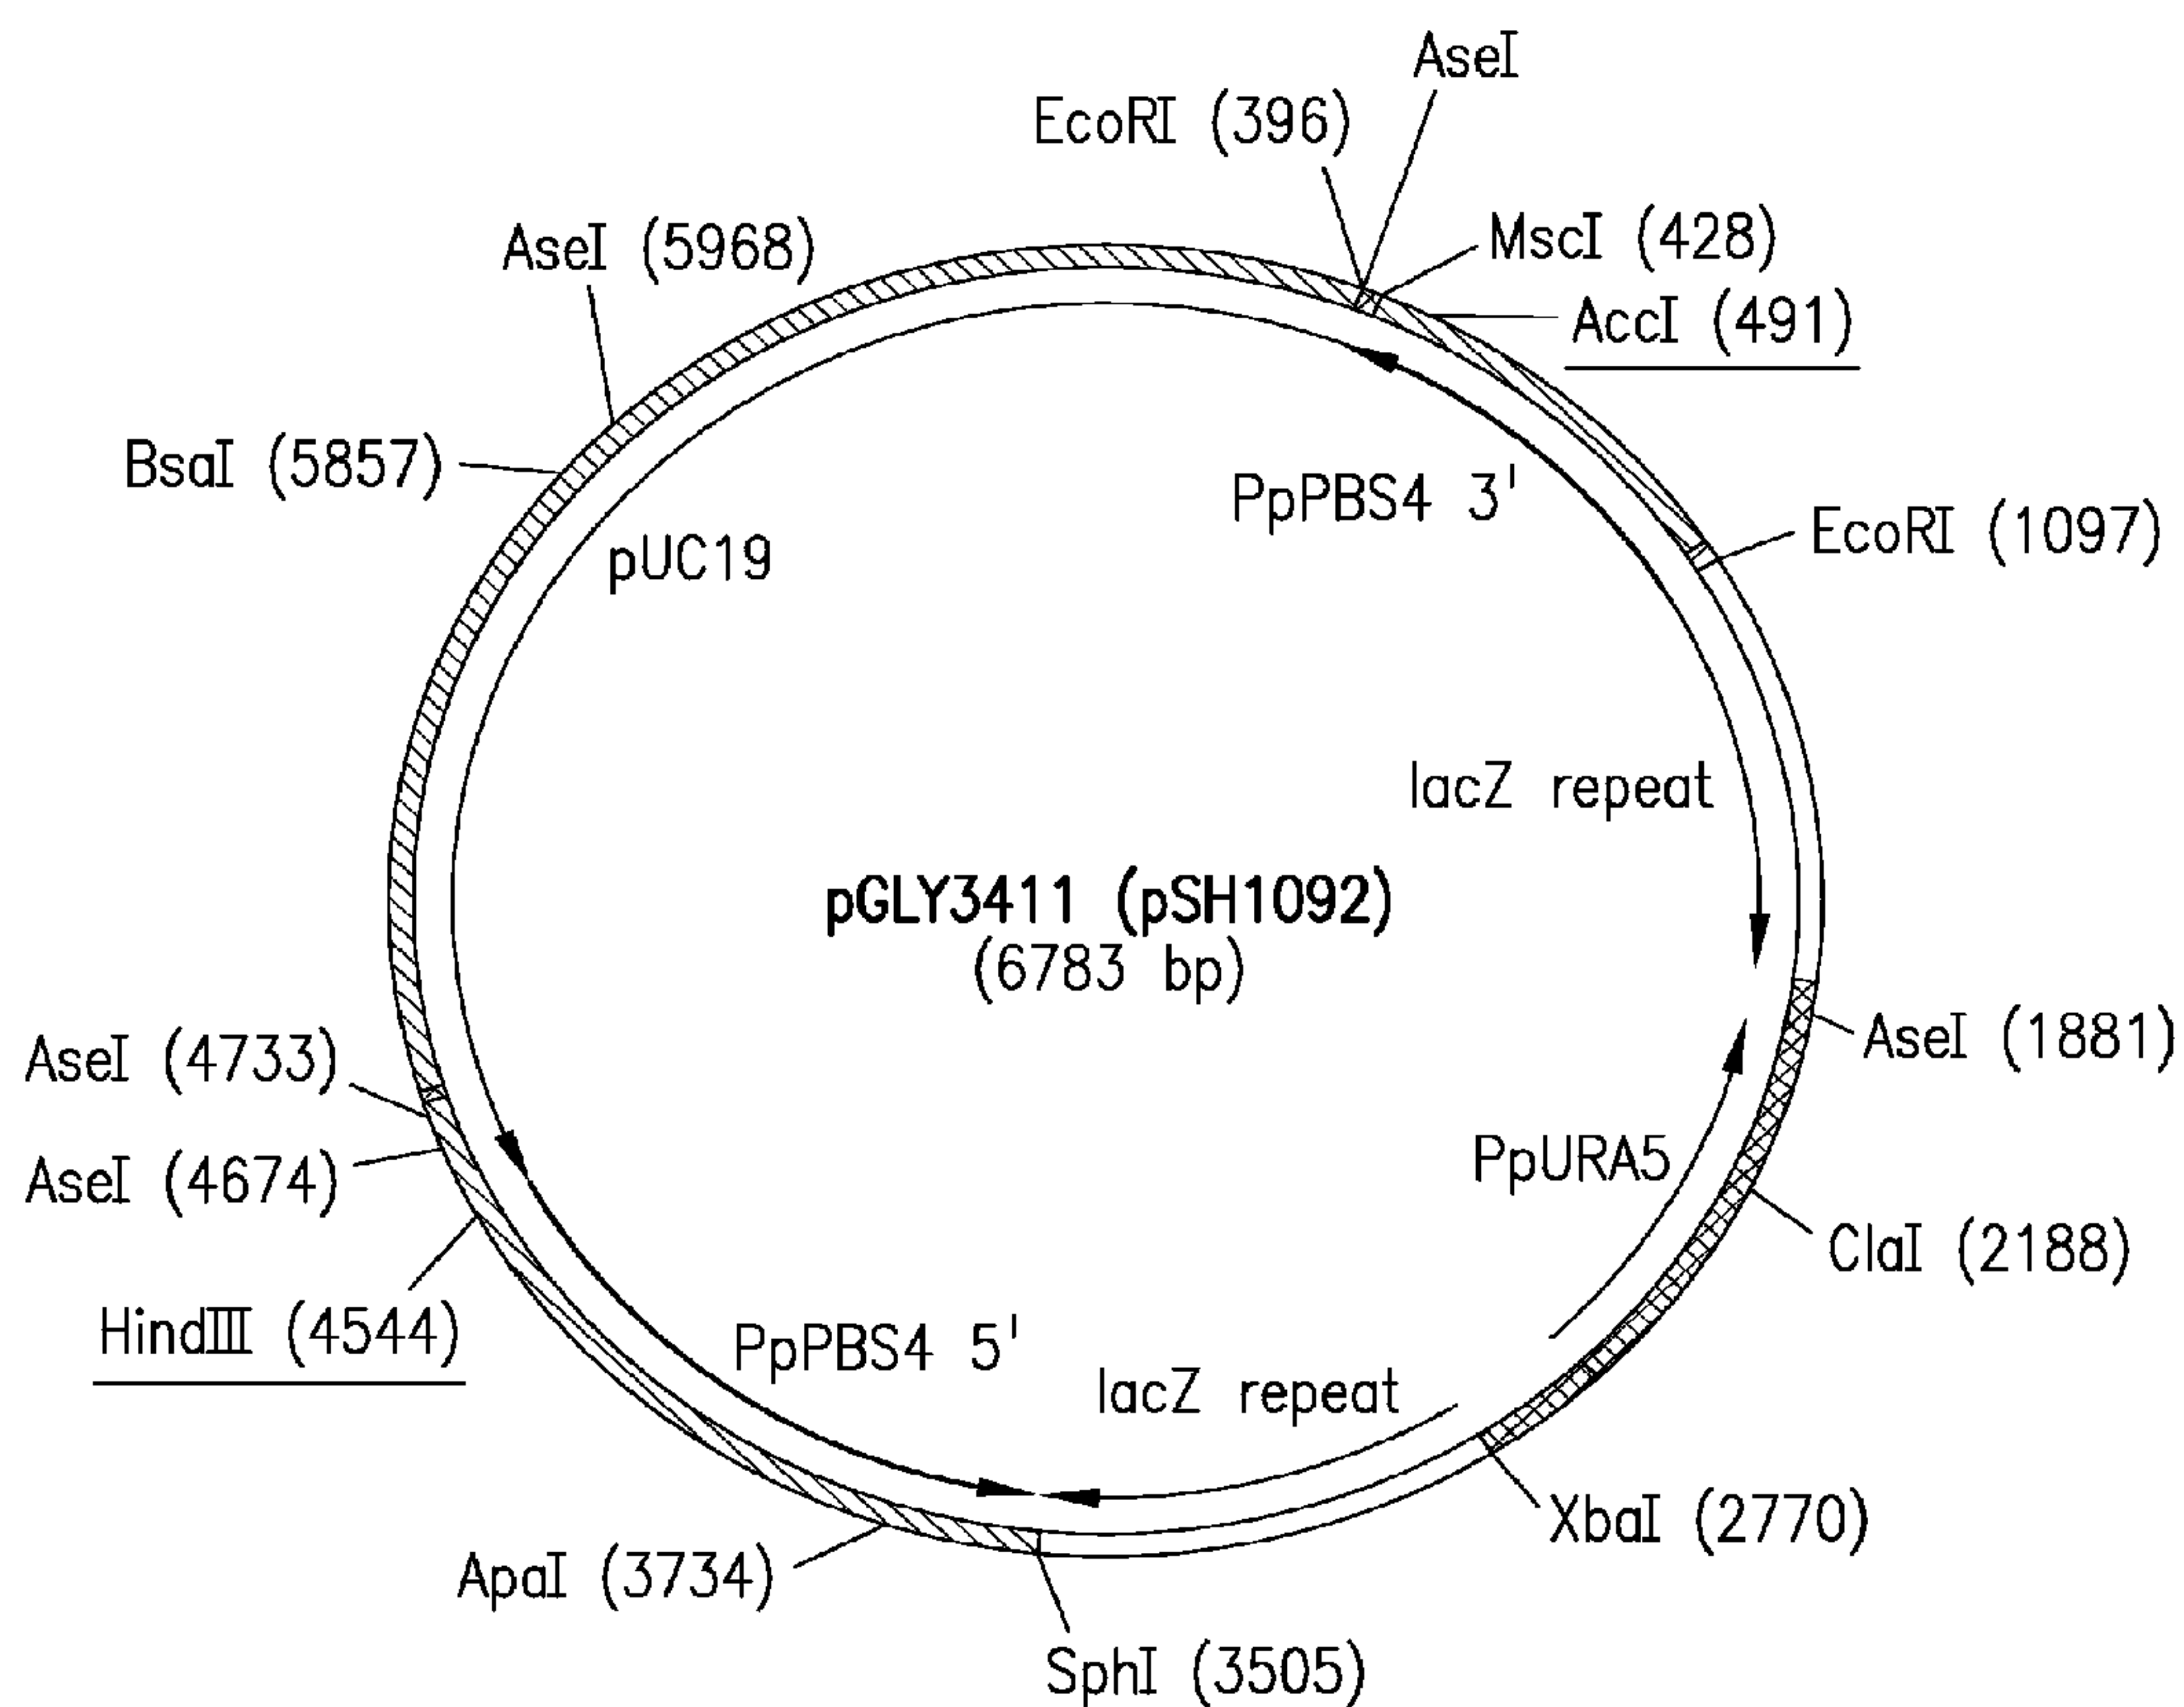 AseI
EcoRI (396)
MscI (428)
AseI (5968)
AccI (491)
BsaI (5857)
PpPBS4 3'
EcoRI (1097)
pUC19
lacZ repeat
pGLY3411 (pSH1092)
(6783 bp)
AseI (1881)
AseI (4733)
PpURA5
AseI (4674)
ClaI (2188)
HindIII (4544)
PpPBS4 5'
lacZ repeat
XbaI (2770)
ApaI (3734)
SphI (3505)